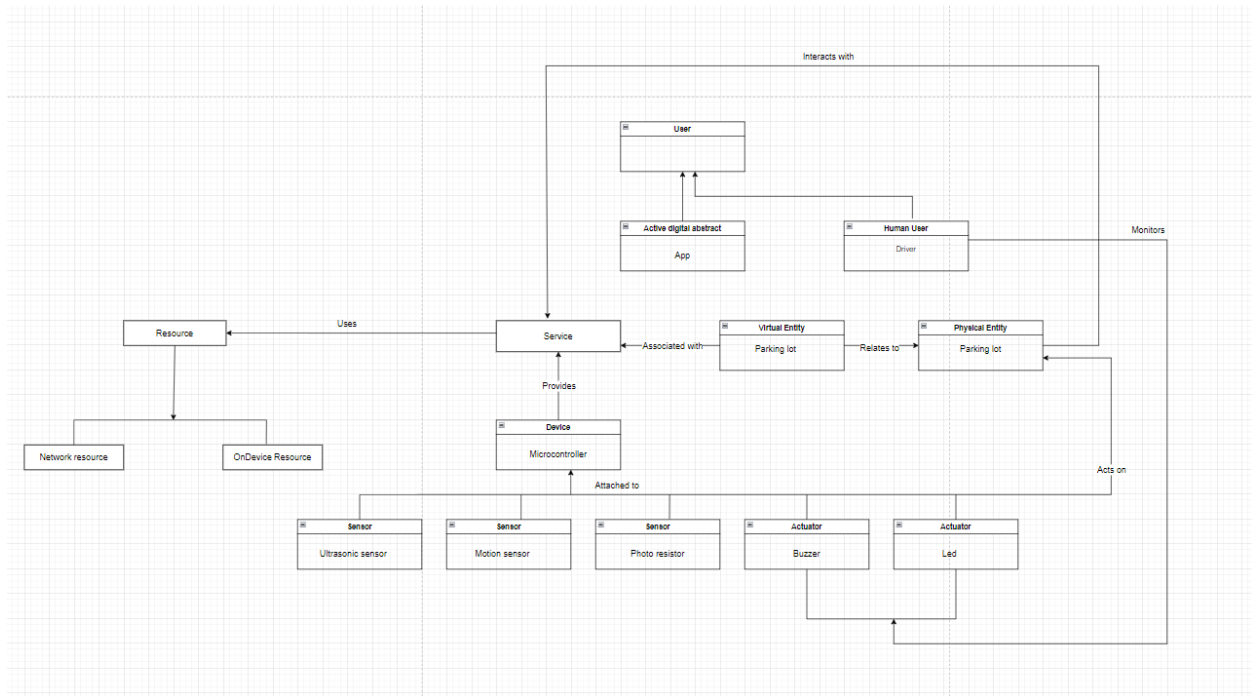 Interacts with
User
Active digital abstract
App
Human User
Driver
Monitors
Resource
Uses
Service
Associated with
Virtual Entity
Parking lot
Relates to
Physical Entity
Parking lot
Provides
Device
Microcontroller
Network resource
OnDevice Resource
Acts on
Attached to
Sensor
Ultrasonic sensor
Sensor
Motion sensor
Sensor
Photo resistor
Actuator
Buzzer
Actuator
Led